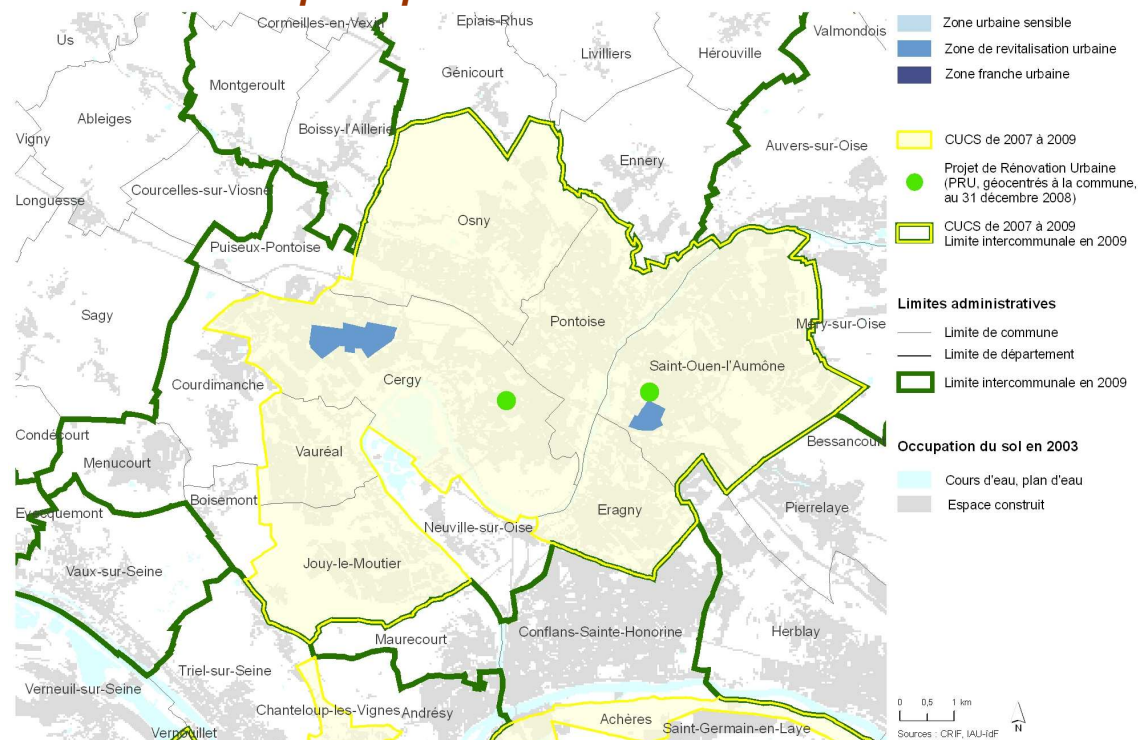 Us
Cormeilles-en-Vexin
Epiais-Rhus
Livilliers
Hérouville
Valmondois
Génicourt
Montgeroult
Ableiges
Boissy-l'Aillerie
Vigny
Ennery
Auvers-sur-Oise
Courcelles-sur-Viosne
Longuesse
Osny
Puiseux-Pontoise
Sagy
Pontoise
Méry-sur-Oise
Saint-Ouen-l'Aumône
Courdimanche
Cergy
Condécourt
Bessancourt
Menucourt
Vauréal
Boisemont
Pierrelaye
Evecquemont
Neuville-sur-Oise
Eragny
Vaux-sur-Seine
Jouy-le-Moutier
Maurecourt
Conflans-Sainte-Honorine
Herblay
Triel-sur-Seine
Verneuil-sur-Seine
Chanteloup-les-Vignes
Andrésy
Achères
Vernouillet
Saint-Germain-en-Laye
Zone urbaine sensible
Zone de revitalisation urbaine
Zone franche urbaine
CUCS de 2007 à 2009
Projet de Rénovation Urbaine
(PRU, géocentrés à la commune,
au 31 décembre 2008)
CUCS de 2007 à 2009
Limite intercommunale en 2009
Limites administratives
Limite de commune
Limite de département
Limite intercommunale en 2009
Occupation du sol en 2003
Cours d'eau, plan d'eau
Espace construit
0 0,5 1 km
N
Sources : CRIF, IAU-îdF